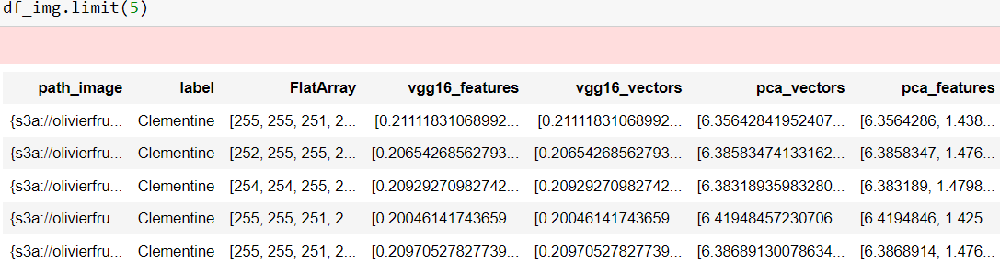 df_img.limit(5)
path_image label FlatArray vgg16_features vgg16_vectors pca_vectors pca_features
{s3a://olivierfru... Clementine [255, 255, 251, 2... [0.21111831068992... [0.21111831068992... [6.35642841952407... [6.3564286, 1.438...
{s3a://olivierfru... Clementine [252, 255, 255, 2... [0.20654268562793... [0.20654268562793... [6.38583474133162... [6.3858347, 1.476...
{s3a://olivierfru... Clementine [254, 254, 255, 2... [0.20929270982742... [0.20929270982742... [6.38318935983280... [6.383189, 1.4798...
{s3a://olivierfru... Clementine [255, 255, 251, 2... [0.20046141743659... [0.20046141743659... [6.41948457230706... [6.4194846, 1.425...
{s3a://olivierfru... Clementine [255, 255, 251, 2... [0.20970527827739... [0.20970527827739... [6.38689130078634... [6.3868914, 1.476...